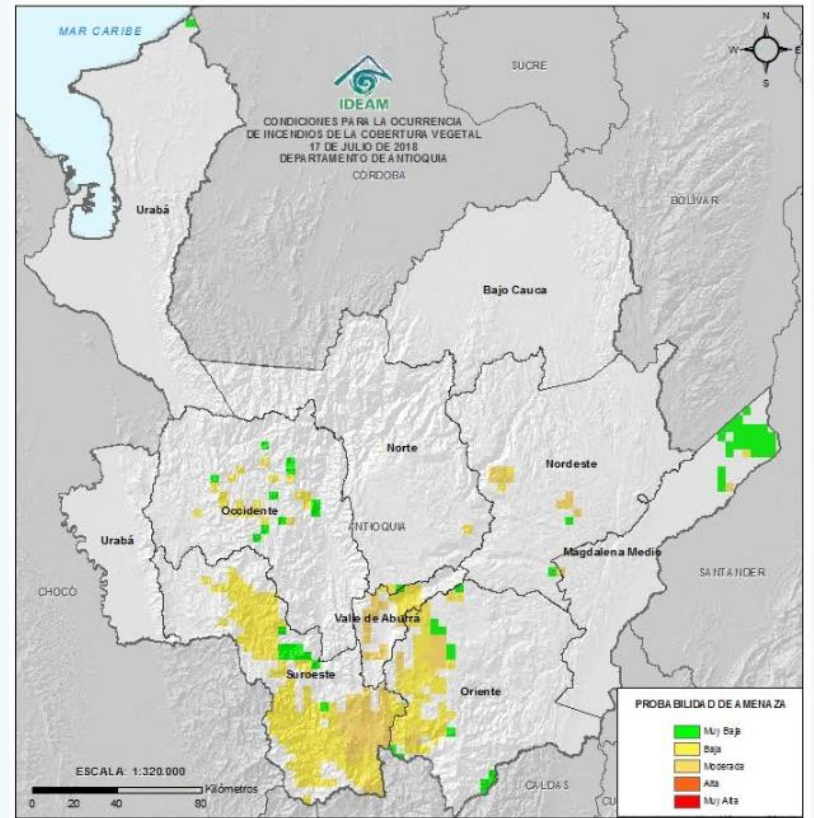 MAR CARIBE
N
W
E
S
SUCRE
IDEAM
CONDICIONES PARA LA OCURRENCIA
DE INCENDIOS DE LA COBERTURA VEGETAL
17 DE JULIO DE 2018
DEPARTAMENTO DE ANTIOQUIA
CÓRDOBA
BOLÍVAR
Urabá
Bajo Cauca
Norte
Nordeste
Occidente
ANTIOQUIA
Urabá
Magdalena Medio
SANTANDER
CHOCÓ
Valle de Aburrá
Suroeste
Oriente
CALDAS
CU
PROBABILIDAD DE AMENAZA
Muy Baja
Baja
Moderada
Alta
Muy Alta
ESCALA: 1:320.000
Kilómetros
0 20 40 80